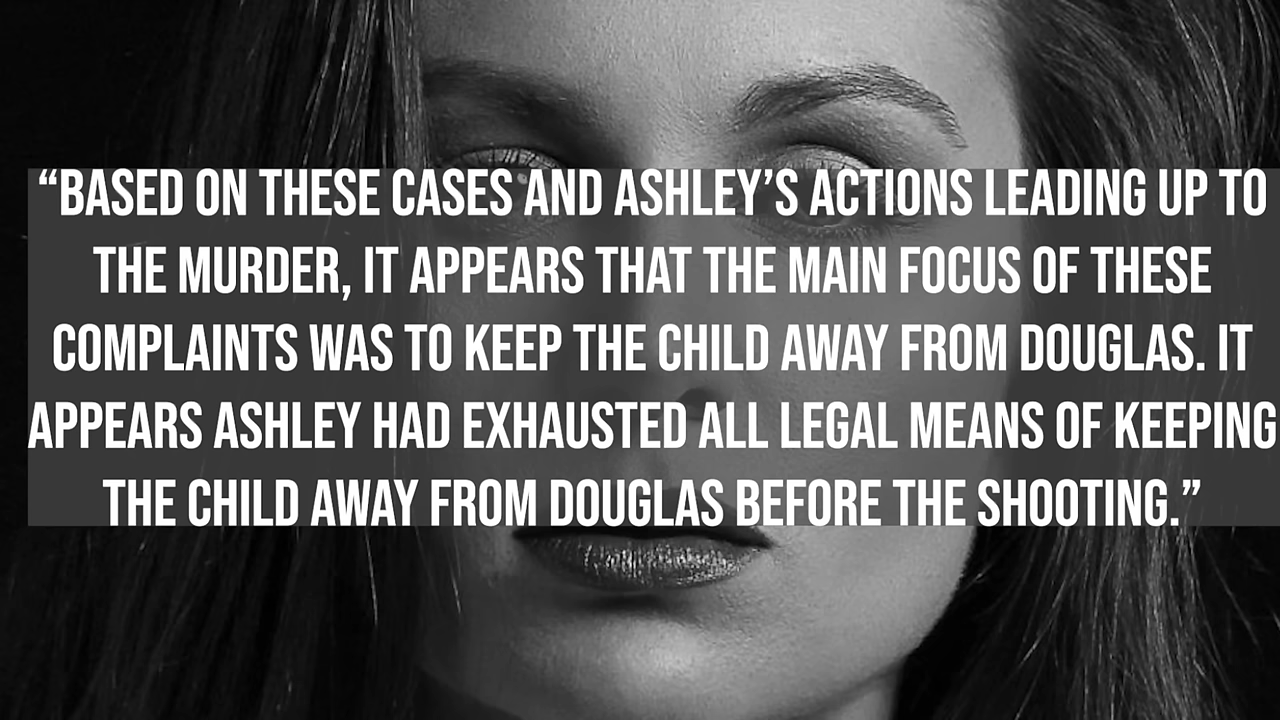 “BASED ON THESE CASES AND ASHLEY’S ACTIONS LEADING UP TO
THE MURDER, IT APPEARS THAT THE MAIN FOCUS OF THESE
COMPLAINTS WAS TO KEEP THE CHILD AWAY FROM DOUGLAS. IT
APPEARS ASHLEY HAD EXHAUSTED ALL LEGAL MEANS OF KEEPING
THE CHILD AWAY FROM DOUGLAS BEFORE THE SHOOTING.”